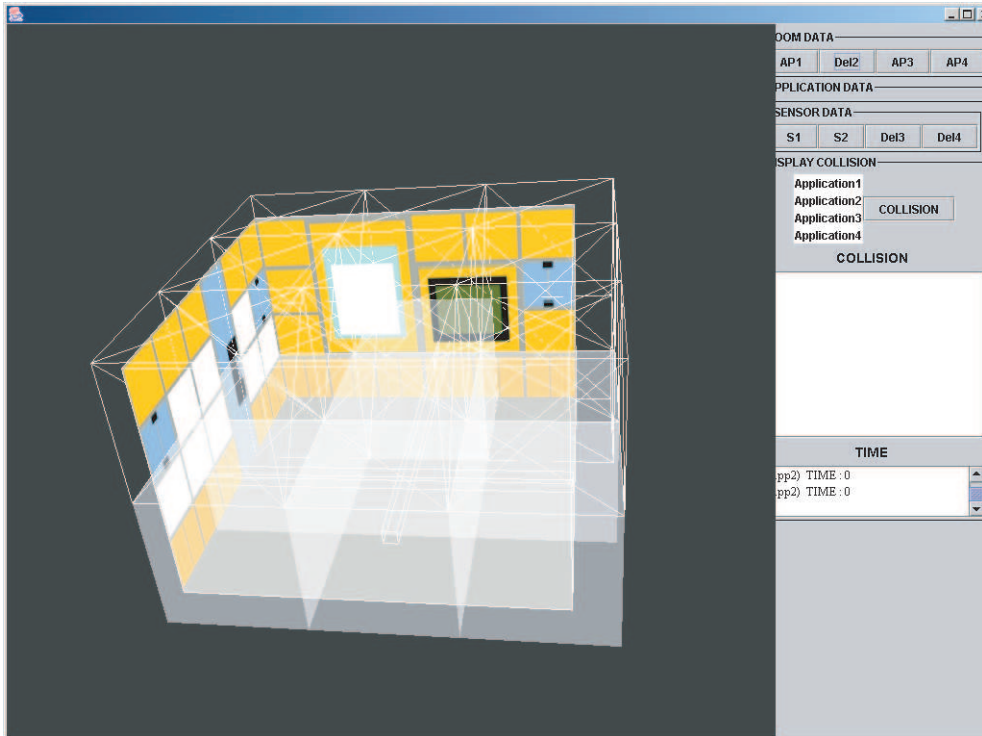 OOM DATA
AP1 Del2 AP3 AP4
PPLICATION DATA
SENSOR DATA
S1 S2 Del3 Del4
ISPLAY COLLISION
Application1
Application2
Application3
Application4
COLLISION
COLLISION
TIME
pp2) TIME : 0
pp2) TIME : 0